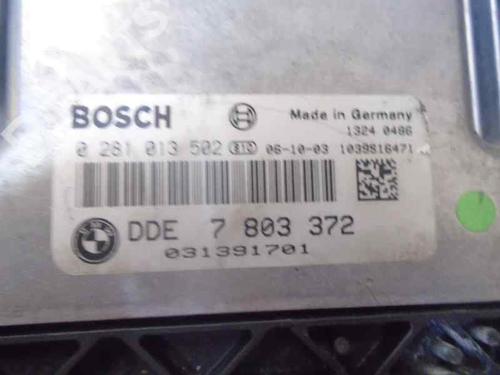 BOSCH
Made in Germany
1324 0486
0 281 013 502 06-10-03 1039S16471
DDE 7 803 372
031391701